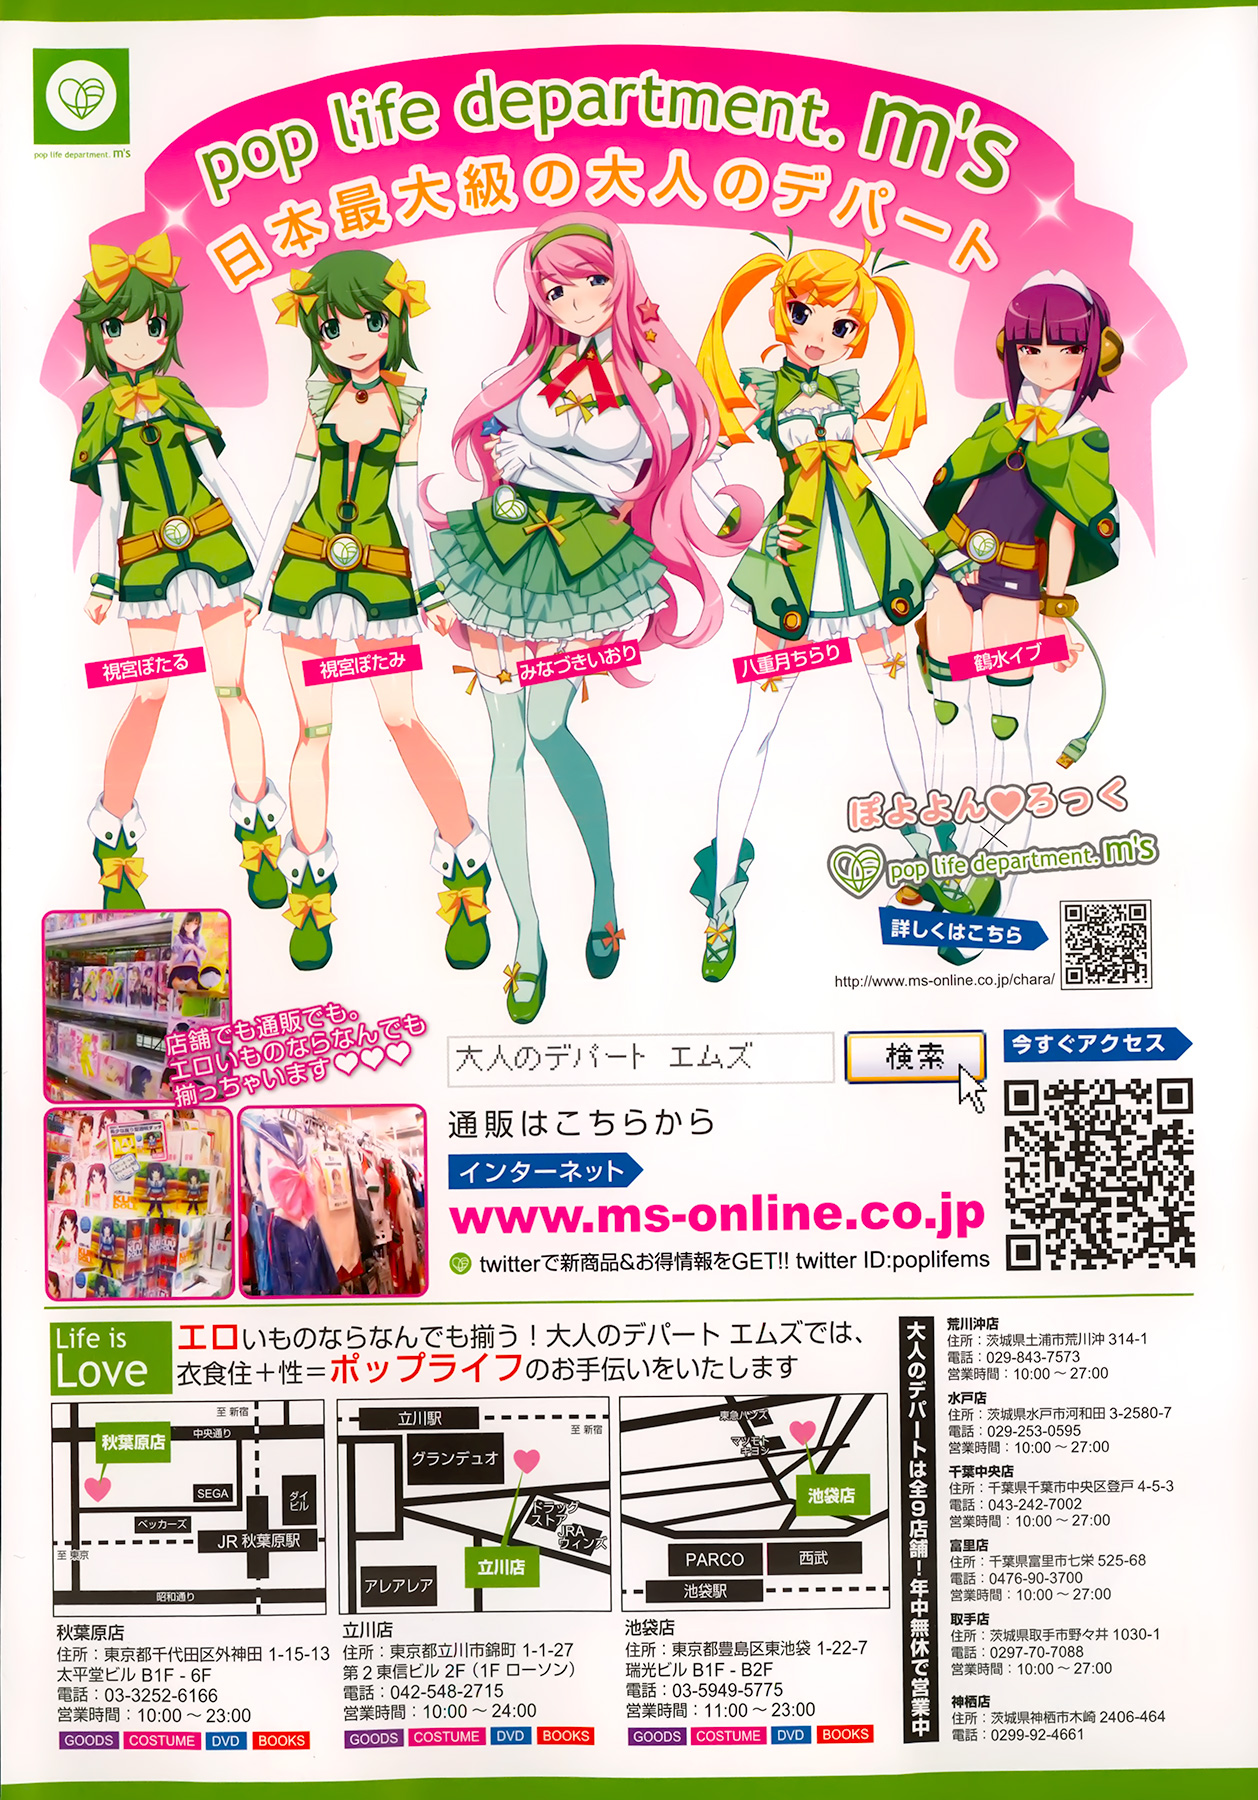 pop life department. m's
pop life department. m's
日本最大級の大人のデパート
視宮ぽたる
視宮ぽたみ
みなづきいおり
八重月ちらり
鶴水イブ
ぽよよん♥ろっく
×
pop life department. m's
詳しくはこちら
http://www.ms-online.co.jp/chara/
店舗でも通販でも。
エロいものならなんでも
揃っちゃいます♡♡♡
大人のデパート エムズ
検索
今すぐアクセス
通販はこちらから
インターネット
www.ms-online.co.jp
twitterで新商品&お得情報をGET!! twitter ID:poplifems
Life is
Love
エロいものならなんでも揃う！大人のデパート エムズでは、
衣食住＋性＝ポップライフのお手伝いをいたします
至 新宿
中央通り
秋葉原店
SEGA
ダイビル
ベッカーズ
JR 秋葉原駅
至 東京
昭和通り
秋葉原店
住所：東京都千代田区外神田 1-15-13
太平堂ビル B1F - 6F
電話：03-3252-6166
営業時間：10:00 ～ 23:00
GOODS COSTUME DVD BOOKS
立川駅
至 新宿
グランデュオ
ドラッグ
ストア
JRA
ウィンズ
立川店
アレアレア
立川店
住所：東京都立川市錦町 1-1-27
第２東信ビル 2F（1F ローソン）
電話：042-548-2715
営業時間：10:00 ～ 24:00
GOODS COSTUME DVD BOOKS
東急ハンズ
マツモト
キヨシ
池袋店
PARCO
西武
池袋駅
池袋店
住所：東京都豊島区東池袋 1-22-7
瑞光ビル B1F - B2F
電話：03-5949-5775
営業時間：11:00 ～ 23:00
GOODS COSTUME DVD BOOKS
大人のデパートは全９店舗！年中無休で営業中
荒川沖店
住所：茨城県土浦市荒川沖 314-1
電話：029-843-7573
営業時間：10:00 ～ 27:00
水戸店
住所：茨城県水戸市河和田 3-2580-7
電話：029-253-0595
営業時間：10:00 ～ 27:00
千葉中央店
住所：千葉県千葉市中央区登戸 4-5-3
電話：043-242-7002
営業時間：10:00 ～ 27:00
富里店
住所：千葉県富里市七栄 525-68
電話：0476-90-3700
営業時間：10:00 ～ 27:00
取手店
住所：茨城県取手市野々井 1030-1
電話：0297-70-7088
営業時間：10:00 ～ 27:00
神栖店
住所：茨城県神栖市木崎 2406-464
電話：0299-92-4661